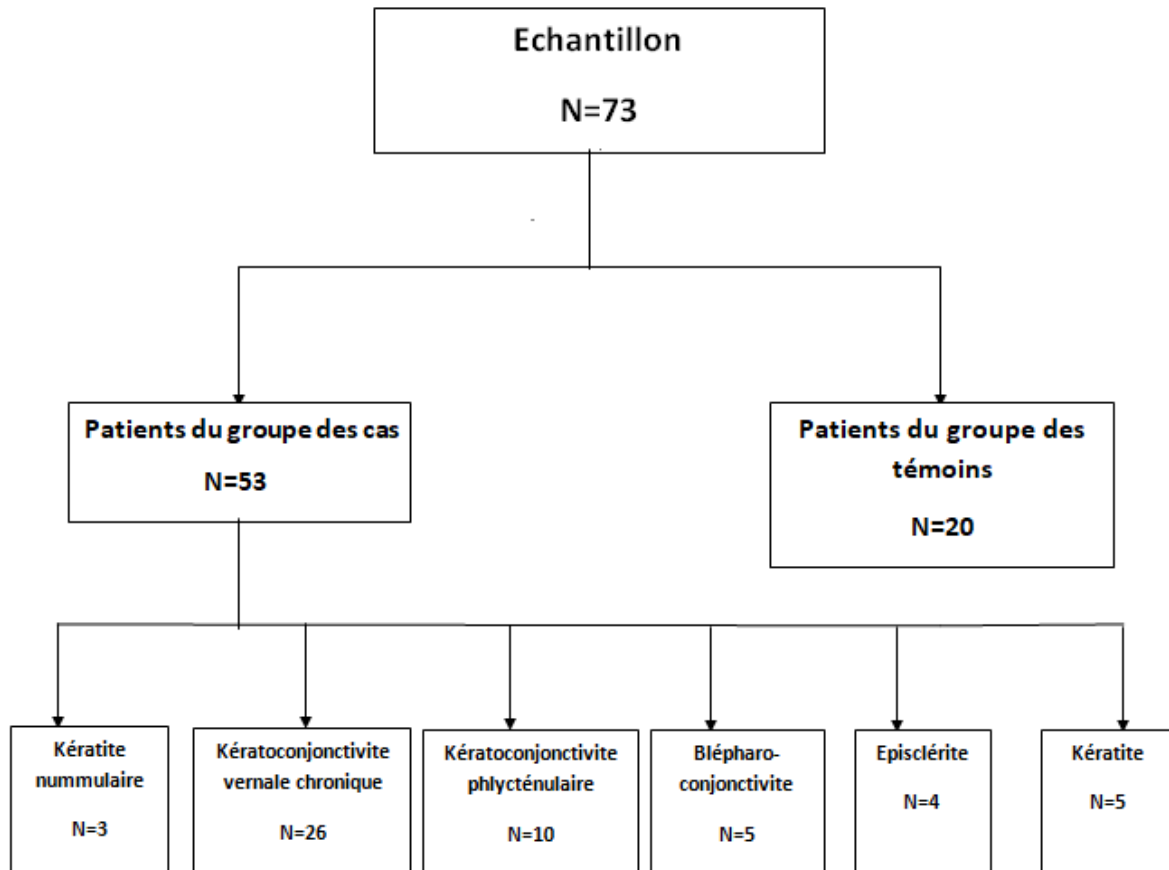 Echantillon
N=73
Patients du groupe des cas
N=53
Patients du groupe des
témoins
N=20
Kératite
nummulaire
N=3
Kératoconjonctivite
vernale chronique
N=26
Kératoconjonctivite
phlycténulaire
N=10
Blépharo-
conjonctivite
N=5
Episclérite
N=4
Kératite
N=5